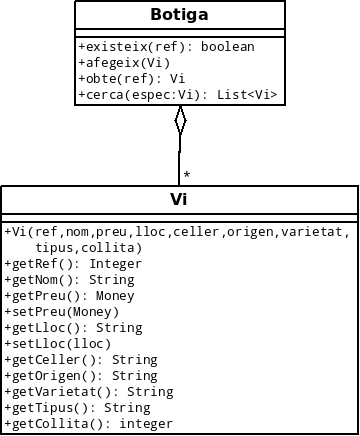 Botiga
+existeix(ref): boolean
+afegeix(Vi)
+obte(ref): Vi
+cerca(espec:Vi): List<Vi>
*
Vi
+Vi(ref,nom,preu,lloc,celler,origen,varietat,
tipus,collita)
+getRef(): Integer
+getNom(): String
+getPreu(): Money
+setPreu(Money)
+getLloc(): String
+setLloc(lloc)
+getCeller(): String
+getOrigen(): String
+getVarietat(): String
+getTipus(): String
+getCollita(): integer